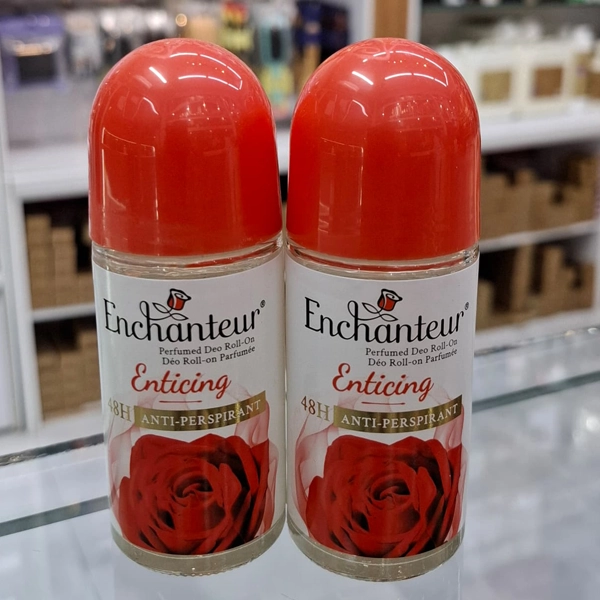 Enchanteur®
Perfumed Deo Roll-On
Déo Roll-on Parfumée
Enticing
48H ANTI-PERSPIRANT
Enchanteur®
Perfumed Deo Roll-On
Déo Roll-on Parfumée
Enticing
48H ANTI-PERSPIRANT